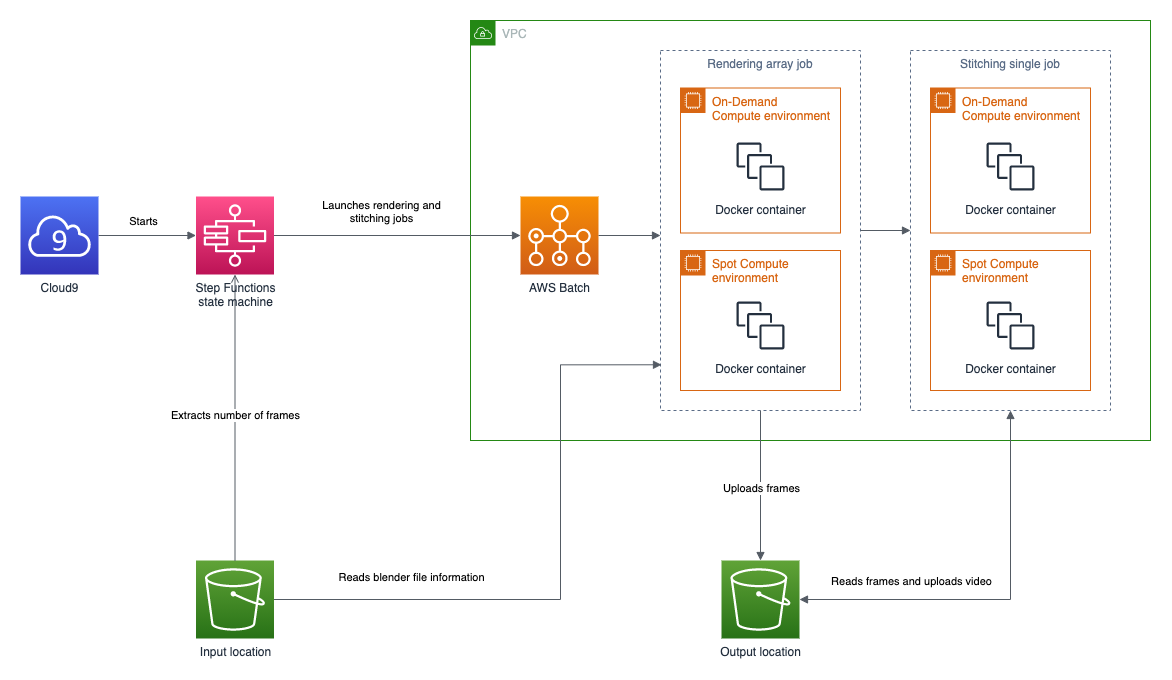 VPC
Rendering array job
Stitching single job
On-Demand
Compute environment
Docker container
On-Demand
Compute environment
Docker container
Spot Compute
environment
Docker container
Spot Compute
environment
Docker container
Starts
Launches rendering and
stitching jobs
9
Cloud9
Step Functions
state machine
AWS Batch
Extracts number of frames
Uploads frames
Reads blender file information
Reads frames and uploads video
Input location
Output location